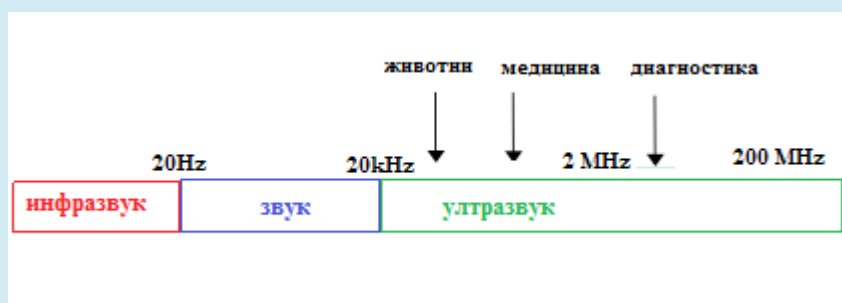 животни медицина диагностика
20Hz 20kHz 2 MHz 200 MHz
инфразвук звук ултразвук